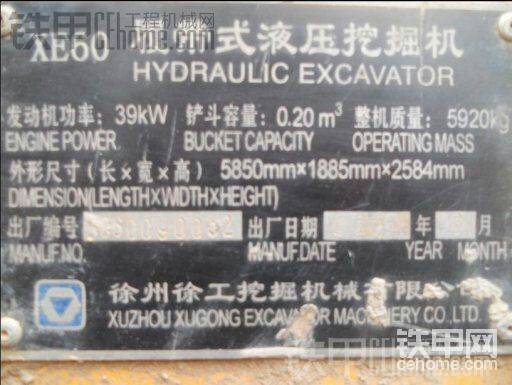 铁甲 工程机械网
CEhome.com
XE60 式液压挖掘机
HYDRAULIC EXCAVATOR
发动机功率：39kW 铲斗容量：0.20 m³ 整机质量：5920kg
ENGINE POWER BUCKET CAPACITY OPERATING MASS
外形尺寸（长×宽×高） 5850mm×1885mm×2584mm
DIMENSION(LENGTH×WIDTH×HEIGHT)
出厂编号 出厂日期 年 月
MANUF.NO. MANUF.DATE YEAR MONTH
徐州徐工挖掘机械有限公司
XUZHOU XUGONG EXCAVATOR MACHINERY CO.,LTD.
铁甲网
cehome.com